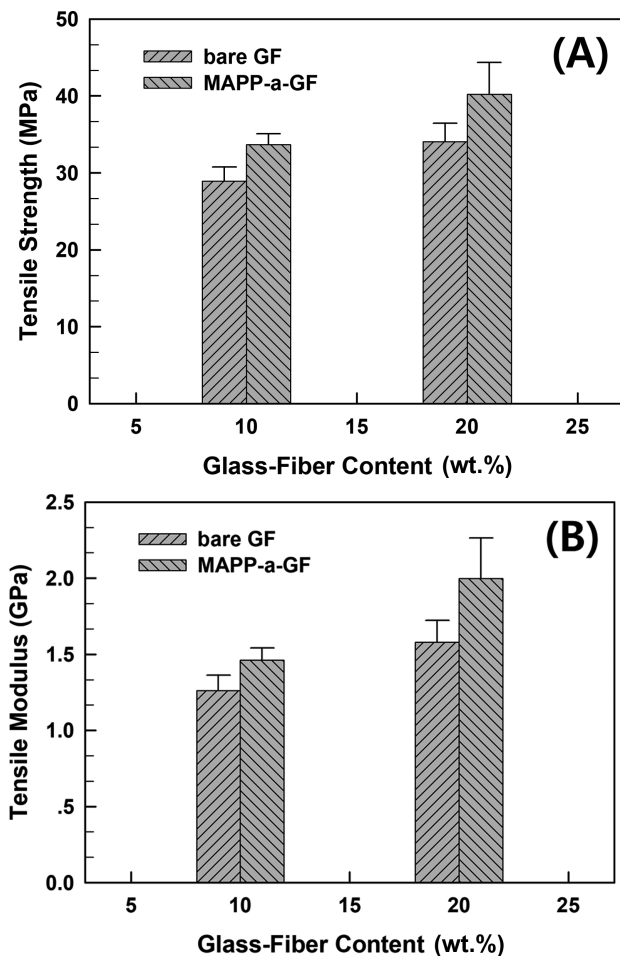 (A)
bare GF
MAPP-a-GF
50
40
30
20
10
0
Tensile Strength (MPa)
5 10 15 20 25
Glass-Fiber Content (wt.%)
(B)
bare GF
MAPP-a-GF
2.5
2.0
1.5
1.0
.5
0.0
Tensile Modulus (GPa)
5 10 15 20 25
Glass-Fiber Content (wt.%)